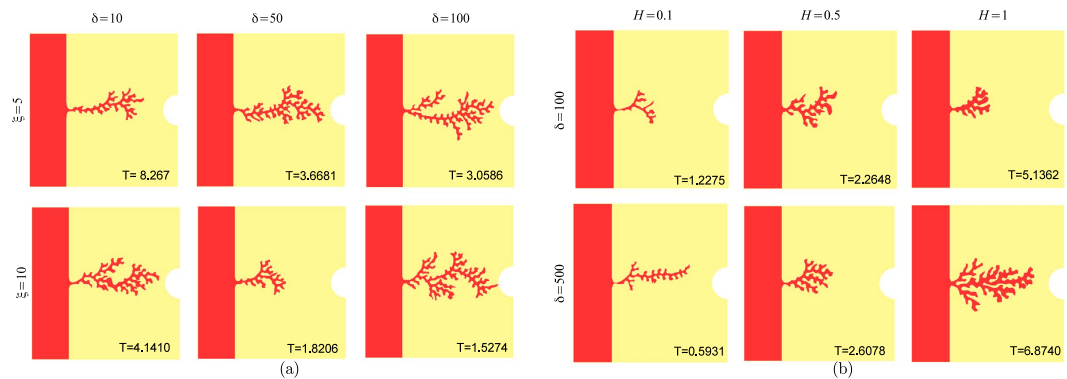 δ=10 δ=50 δ=100
ξ=5
T= 8.267 T=3.6681 T= 3.0586
ξ=10
T=4.1410 T=1.8206 T=1.5274
(a)
H=0.1 H=0.5 H=1
δ=100
T=1.2275 T=2.2648 T=5.1362
δ=500
T=0.5931 T=2.6078 T=6.8740
(b)